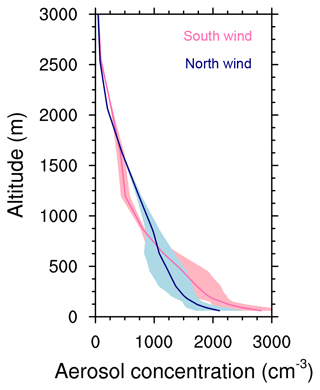 3000
South wind
North wind
2500
2000
Altitude (m)
1500
1000
500
0
0 1000 2000 3000
Aerosol concentration (cm⁻³)